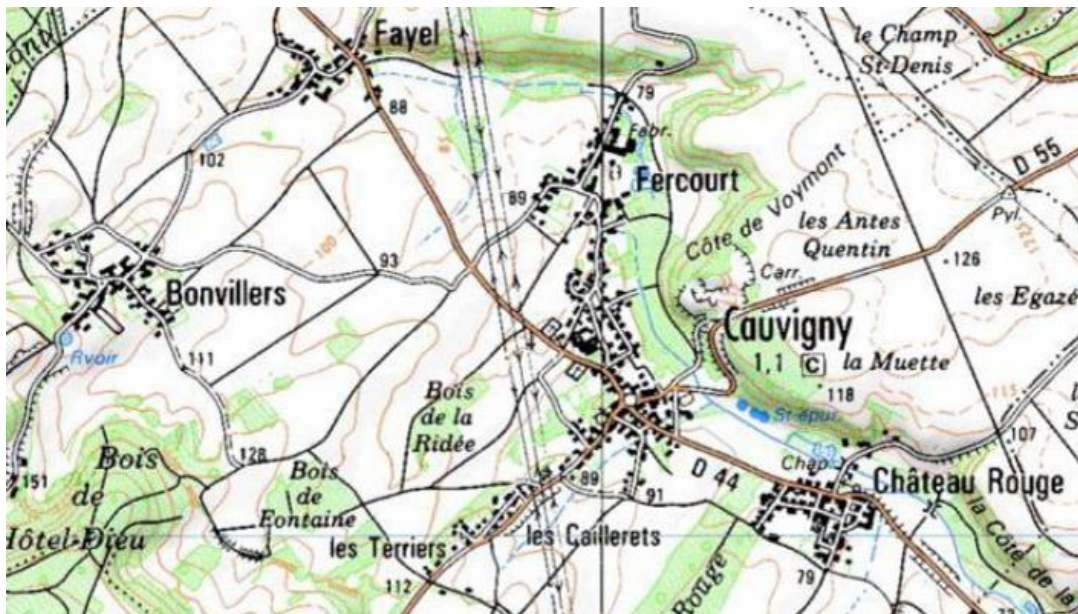 Fayel
le Champ
St-Denis
79
88
Fabr.
D 55
102
Fercourt
89
Côte de Voymont
Pyl.
les Antes
Quentin
100
93
126
Carr.
Bonvillers
les Egazé
Cauvigny
Rvoir
111
1,1 C
la Muette
118
115
Bois
de la
Ridée
St.épur.
107
Bois
de
128
151
Bois
de
Fontaine
Chap.
D 44
Château Rouge
89
91
Hôtel-Dieu
les Terriers
les Caillerets
la Côte de la
112
79
Rouge